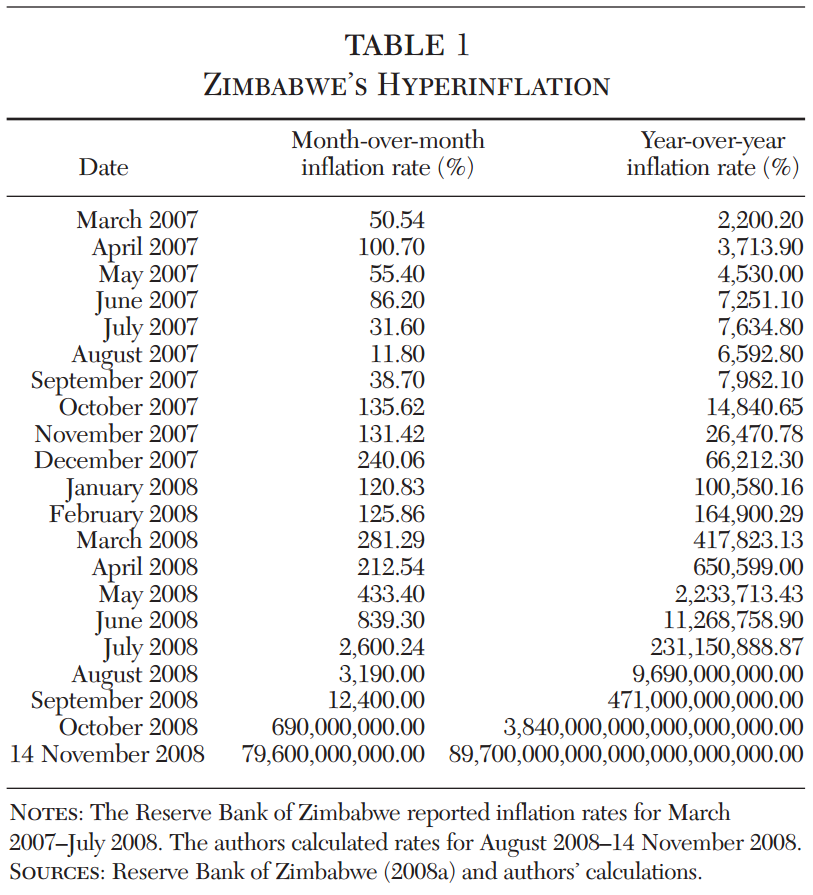 TABLE 1
ZIMBABWE'S HYPERINFLATION
Month-over-month Year-over-year
Date inflation rate (%) inflation rate (%)
March 2007 50.54 2,200.20
April 2007 100.70 3,713.90
May 2007 55.40 4,530.00
June 2007 86.20 7,251.10
July 2007 31.60 7,634.80
August 2007 11.80 6,592.80
September 2007 38.70 7,982.10
October 2007 135.62 14,840.65
November 2007 131.42 26,470.78
December 2007 240.06 66,212.30
January 2008 120.83 100,580.16
February 2008 125.86 164,900.29
March 2008 281.29 417,823.13
April 2008 212.54 650,599.00
May 2008 433.40 2,233,713.43
June 2008 839.30 11,268,758.90
July 2008 2,600.24 231,150,888.87
August 2008 3,190.00 9,690,000,000.00
September 2008 12,400.00 471,000,000,000.00
October 2008 690,000,000.00 3,840,000,000,000,000,000.00
14 November 2008 79,600,000,000.00 89,700,000,000,000,000,000,000.00
NOTES: The Reserve Bank of Zimbabwe reported inflation rates for March
2007–July 2008. The authors calculated rates for August 2008–14 November 2008.
SOURCES: Reserve Bank of Zimbabwe (2008a) and authors' calculations.